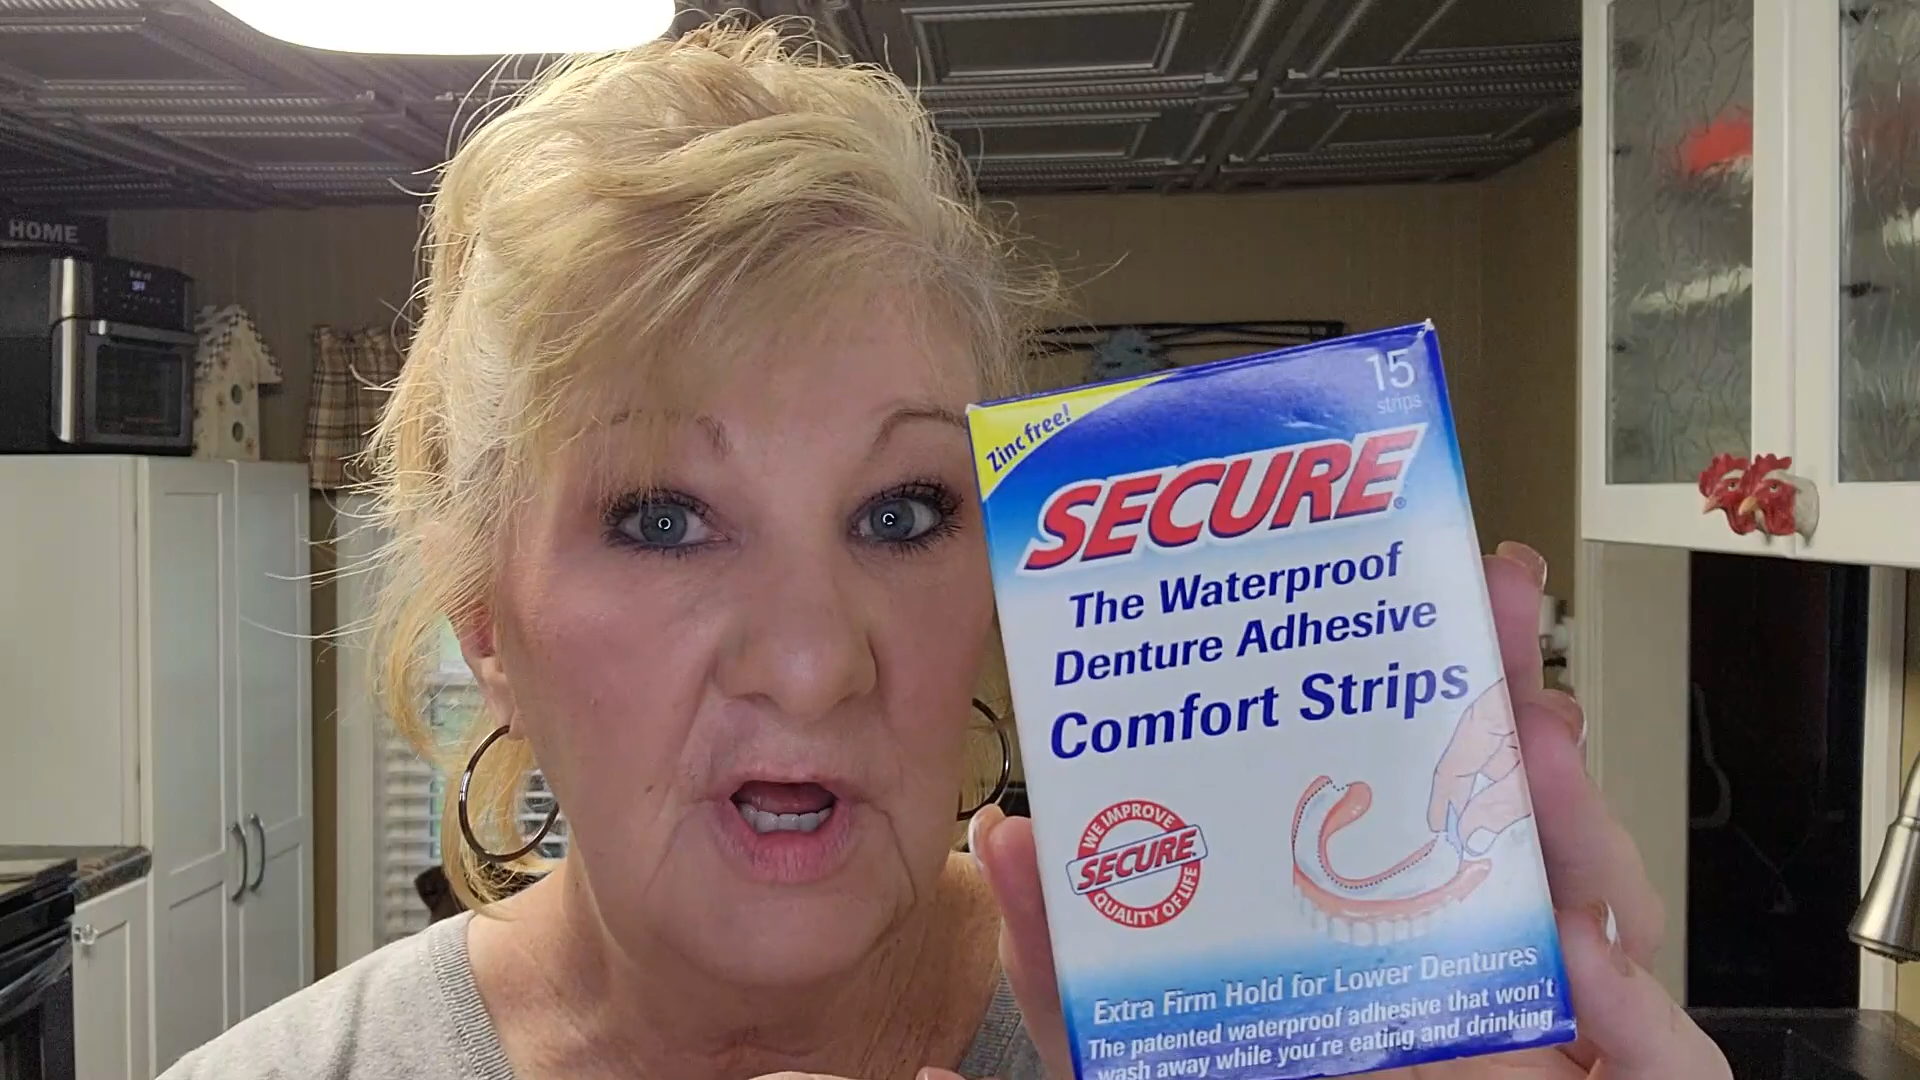 HOME
15
strips
Zinc free!
SECURE®
The Waterproof
Denture Adhesive
Comfort Strips
WE IMPROVE
SECURE
QUALITY OF LIFE
Extra Firm Hold for Lower Dentures
The patented waterproof adhesive that won't
wash away while you're eating and drinking